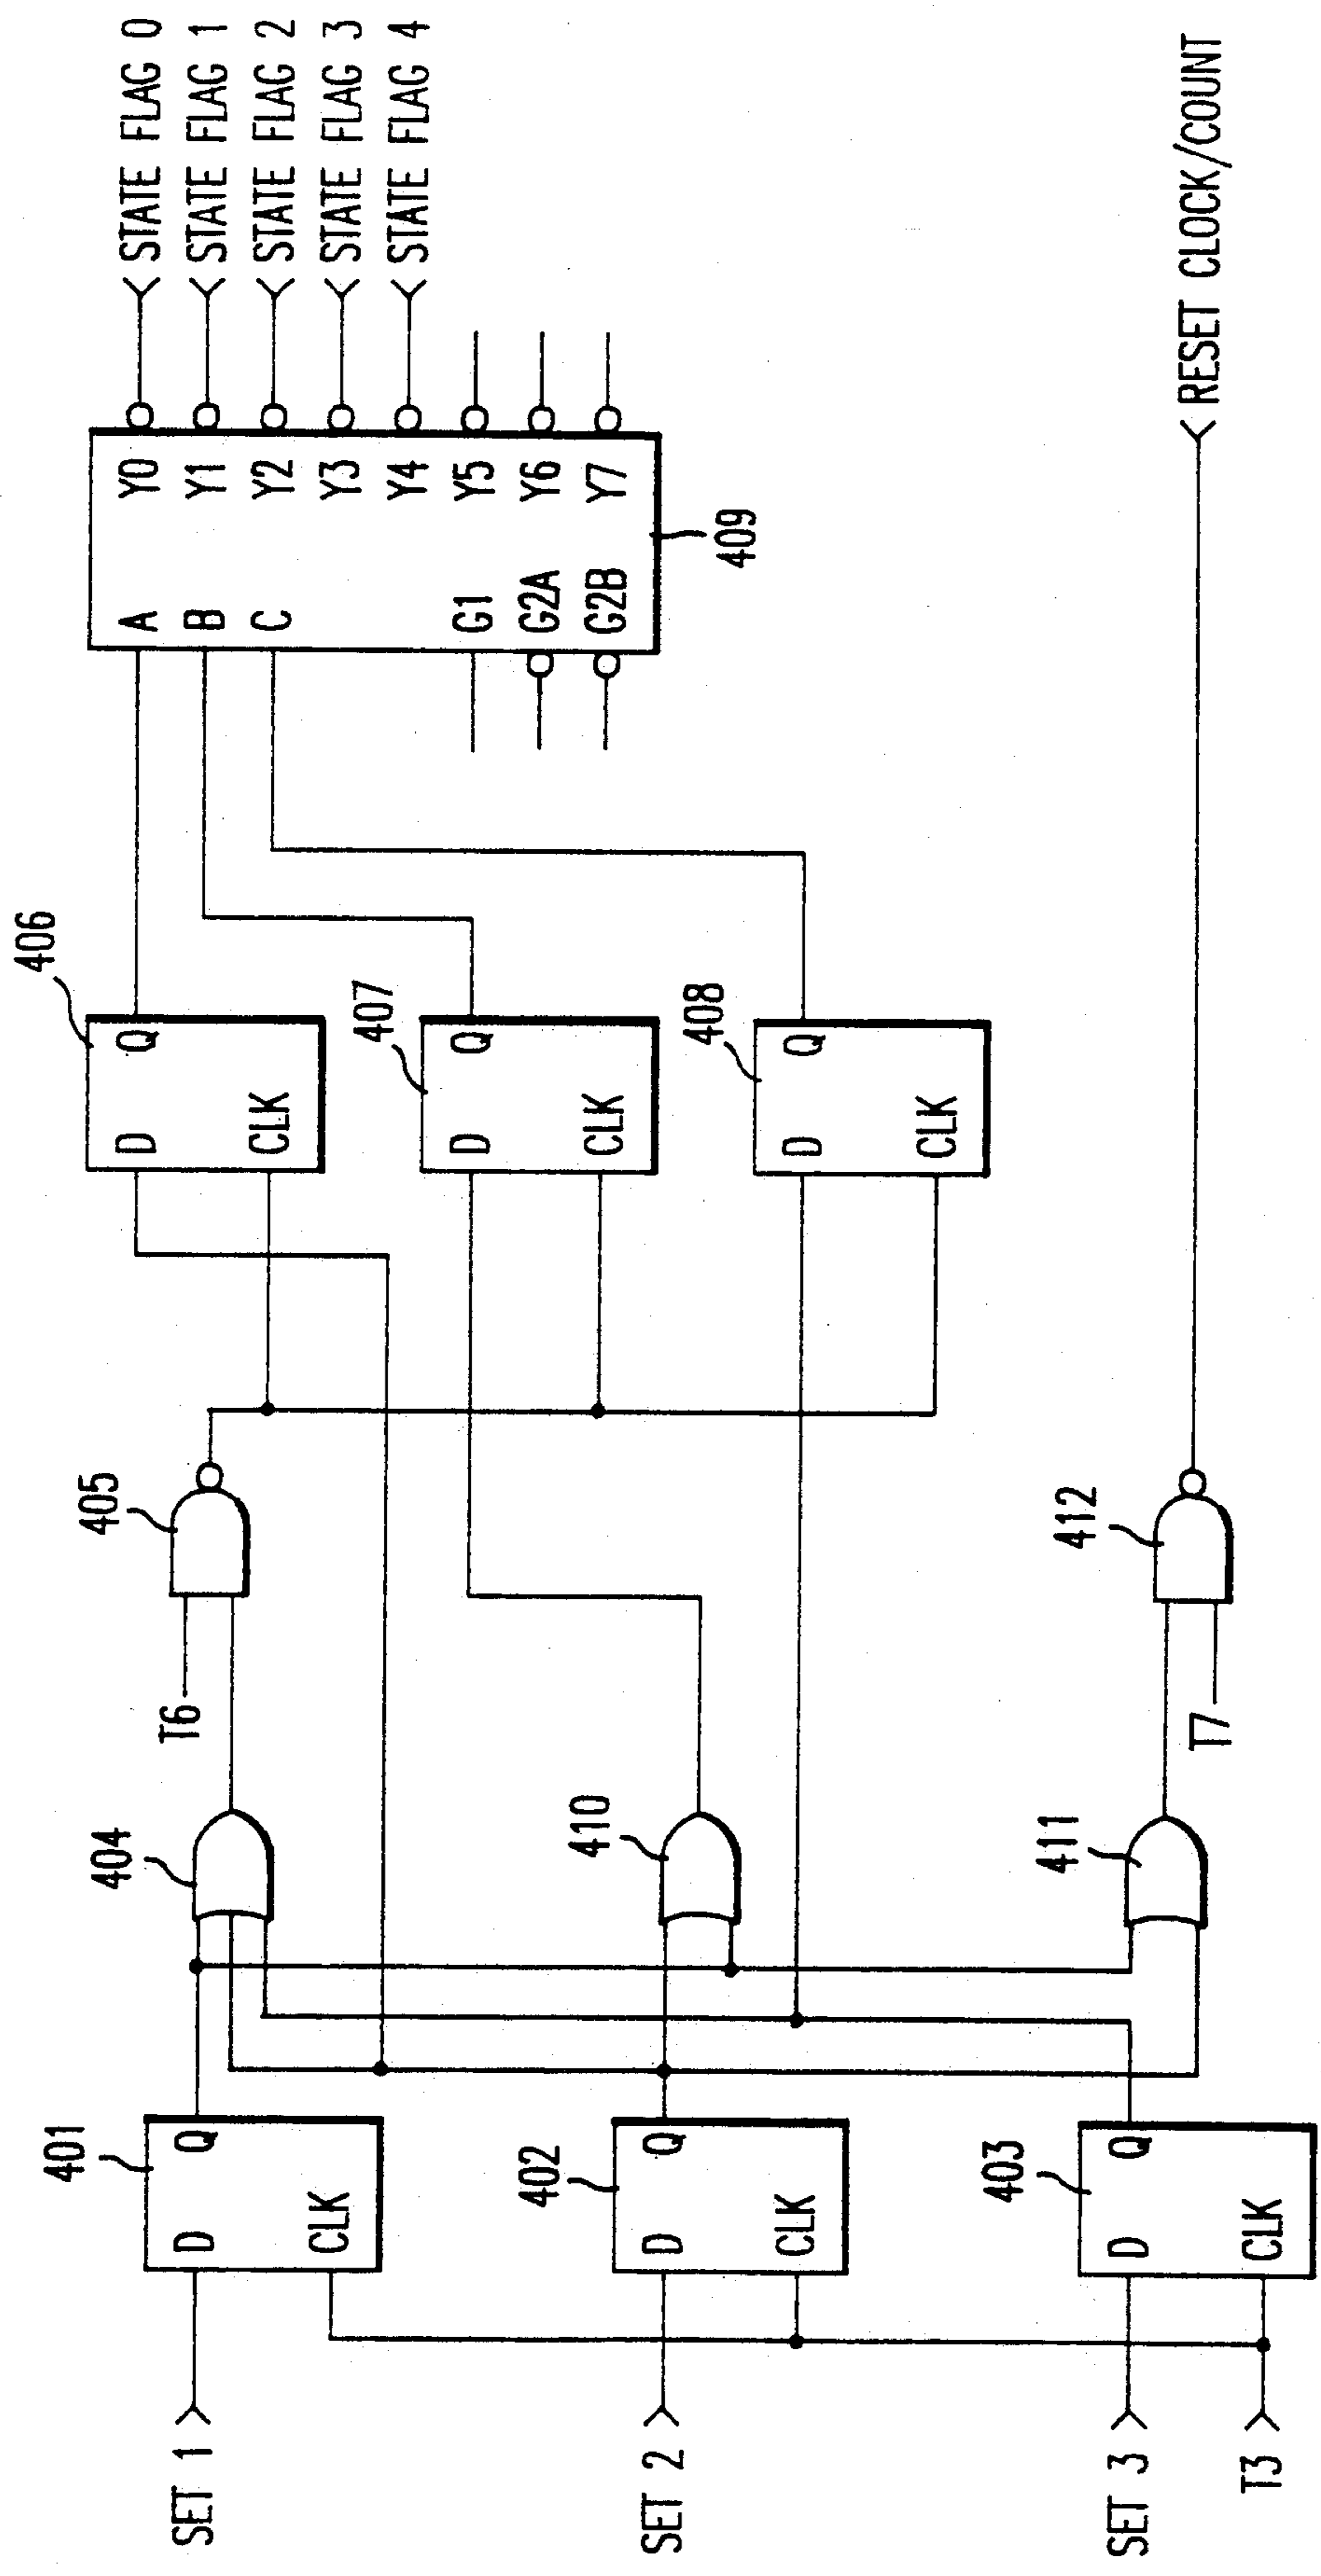 SET 1
SET 2
SET 3
T3
401
D
Q
CLK
402
D
Q
CLK
403
D
Q
CLK
404
410
411
T6
405
T7
412
406
D
Q
CLK
407
D
Q
CLK
408
D
Q
CLK
A
B
C
G1
G2A
G2B
Y0
Y1
Y2
Y3
Y4
Y5
Y6
Y7
409
STATE FLAG 0
STATE FLAG 1
STATE FLAG 2
STATE FLAG 3
STATE FLAG 4
RESET CLOCK/COUNT